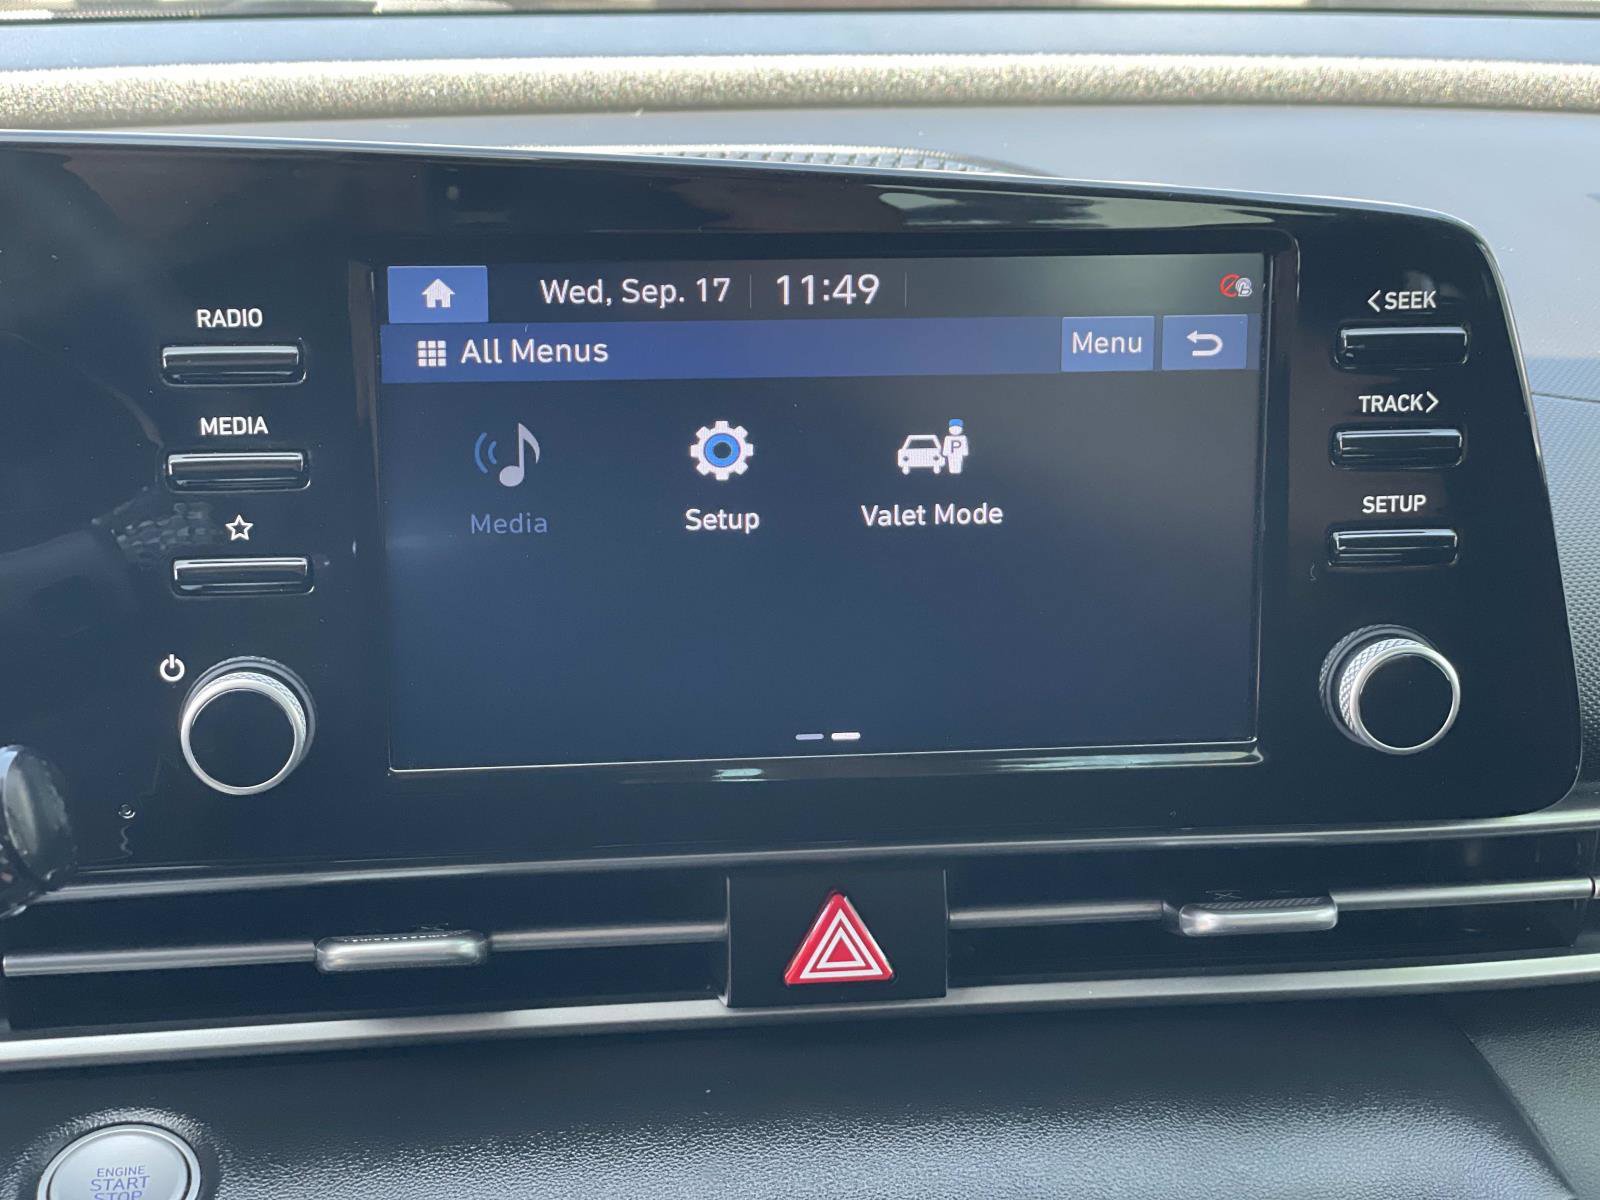 Wed, Sep. 17 11:49
All Menus Menu
Media Setup Valet Mode
P
RADIO
MEDIA
SEEK
TRACK
SETUP
ENGINE
START
STOP